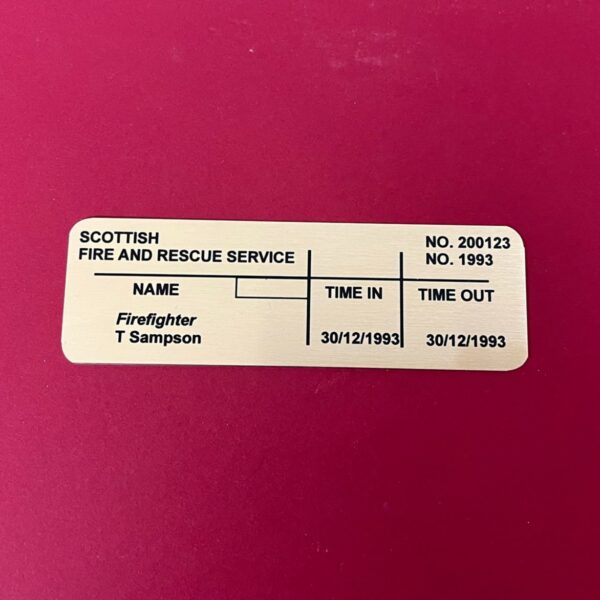 SCOTTISH
FIRE AND RESCUE SERVICE
NO. 200123
NO. 1993
NAME
TIME IN
TIME OUT
Firefighter
T Sampson
30/12/1993
30/12/1993